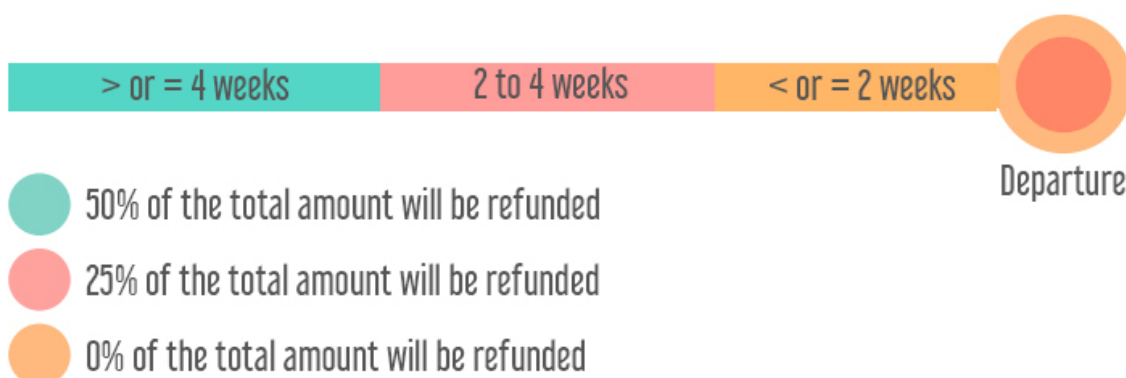 > or = 4 weeks 2 to 4 weeks < or = 2 weeks
Departure
50% of the total amount will be refunded
25% of the total amount will be refunded
0% of the total amount will be refunded